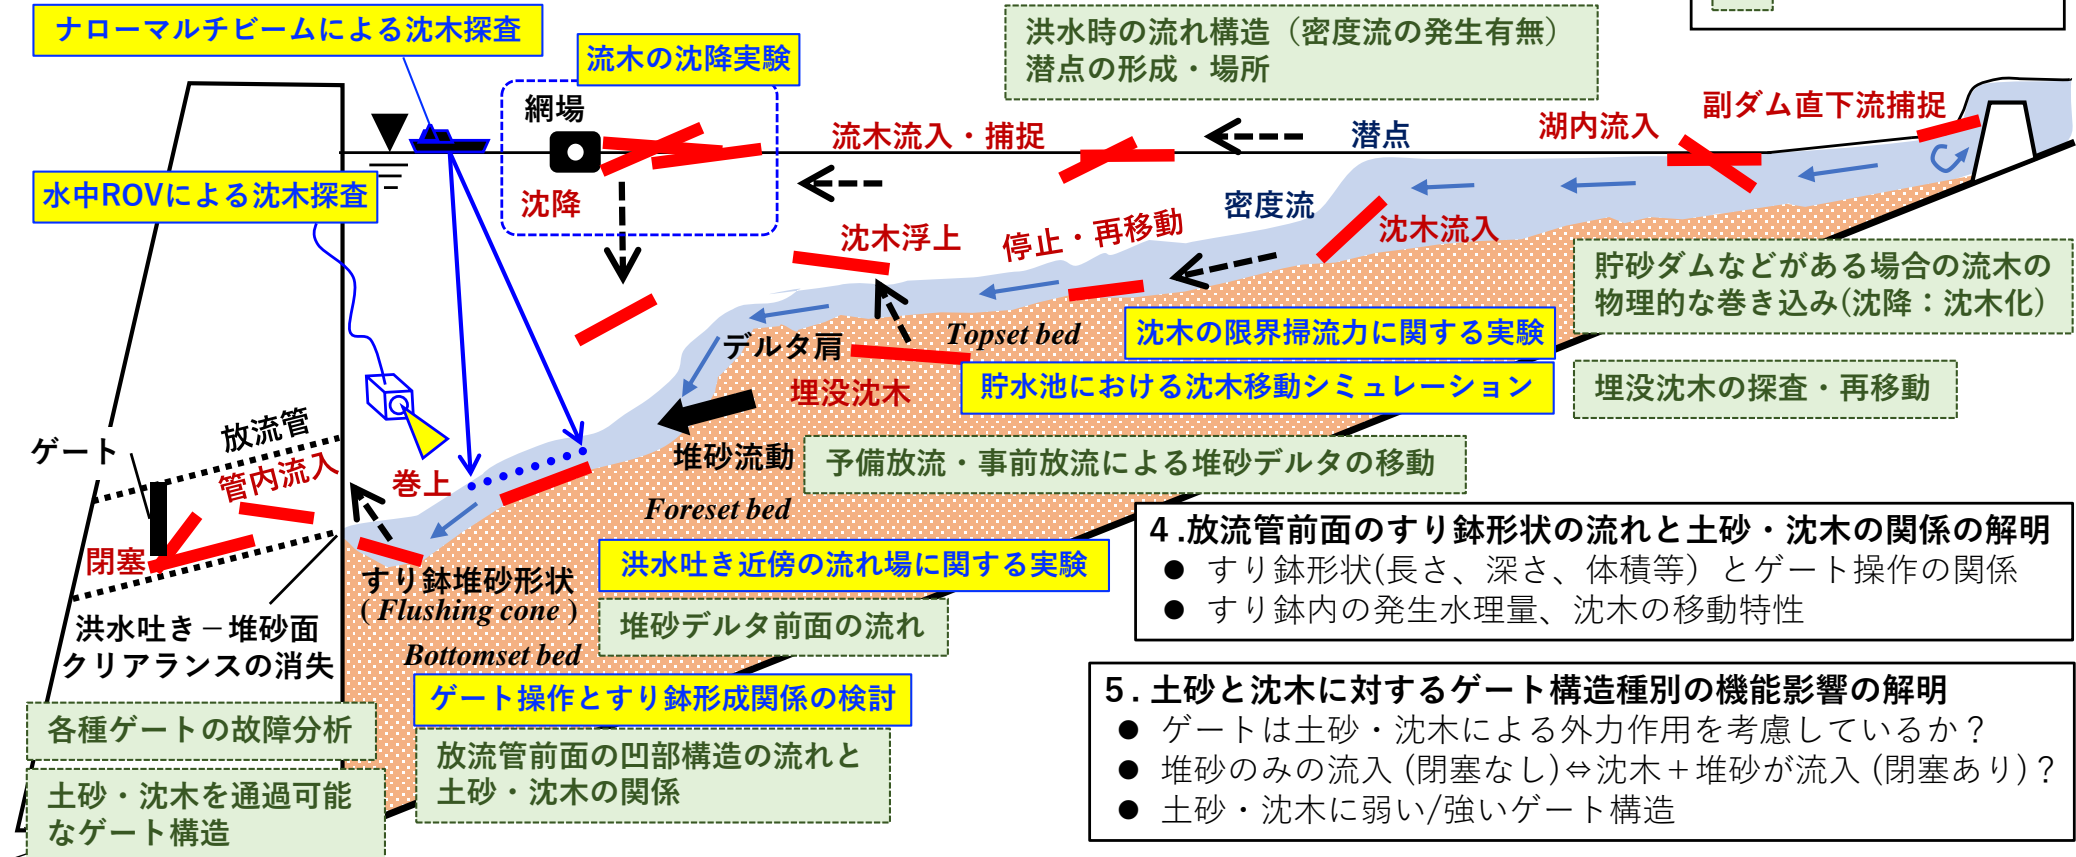 ナローマルチビームによる沈木探査
流木の沈降実験
洪水時の流れ構造（密度流の発生有無）
潜点の形成・場所
網場
流木流入・捕捉
潜点
湖内流入
副ダム直下流捕捉
水中ROVによる沈木探査
沈降
沈木浮上
停止・再移動
密度流
沈木流入
貯砂ダムなどがある場合の流木の
物理的な巻き込み(沈降：沈木化)
デルタ肩
Topset bed
沈木の限界掃流力に関する実験
埋没沈木
貯水池における沈木移動シミュレーション
埋没沈木の探査・再移動
ゲート
放流管
管内流入
巻上
堆砂流動
予備放流・事前放流による堆砂デルタの移動
Foreset bed
閉塞
すり鉢堆砂形状
( Flushing cone )
洪水吐き近傍の流れ場に関する実験
堆砂デルタ前面の流れ
洪水吐き－堆砂面
クリアランスの消失
Bottomset bed
ゲート操作とすり鉢形成関係の検討
各種ゲートの故障分析
放流管前面の凹部構造の流れと
土砂・沈木の関係
土砂・沈木を通過可能
なゲート構造
４.放流管前面のすり鉢形状の流れと土砂・沈木の関係の解明
● すり鉢形状(長さ、深さ、体積等）とゲート操作の関係
● すり鉢内の発生水理量、沈木の移動特性
５. 土砂と沈木に対するゲート構造種別の機能影響の解明
● ゲートは土砂・沈木による外力作用を考慮しているか？
● 堆砂のみの流入 (閉塞なし)⇔沈木＋堆砂が流入 (閉塞あり)？
● 土砂・沈木に弱い/強いゲート構造